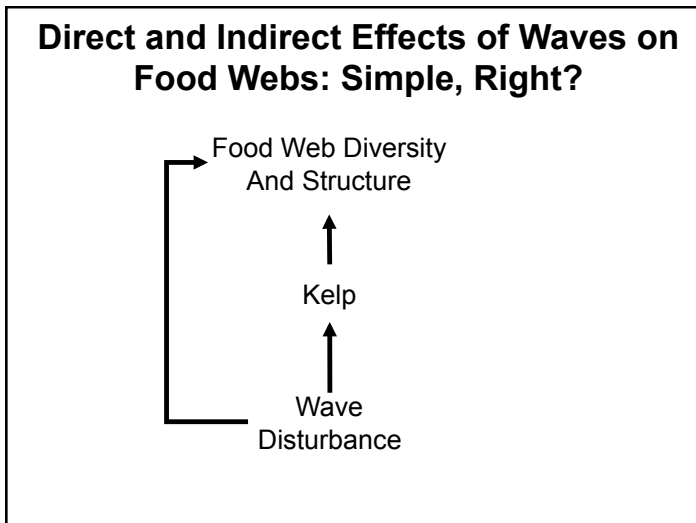 Direct and Indirect Effects of Waves on
Food Webs: Simple, Right?
Food Web Diversity
And Structure
Kelp
Wave
Disturbance